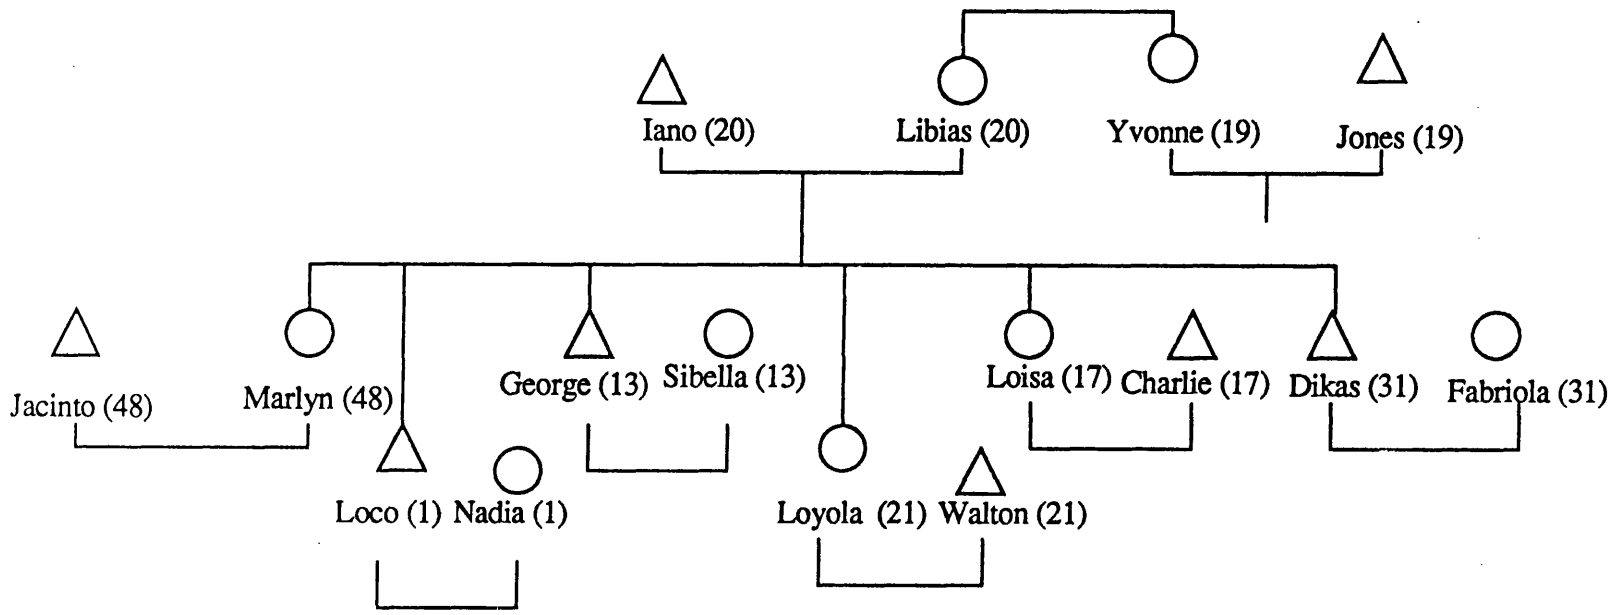 Iano (20) Libias (20) Yvonne (19) Jones (19)
Jacinto (48) Marlyn (48) George (13) Sibella (13) Loisa (17) Charlie (17) Dikas (31) Fabriola (31)
Loco (1) Nadia (1) Loyola (21) Walton (21)